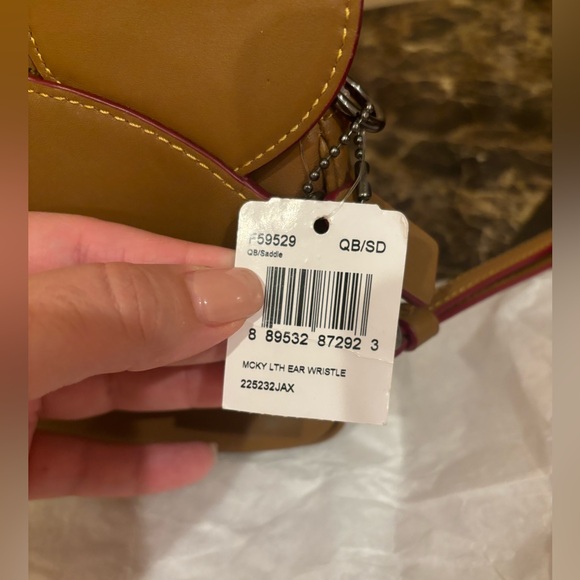 F59529 QB/SD
QB/Saddle
8 89532 87292 3
MCKY LTH EAR WRISTLE
225232JAX